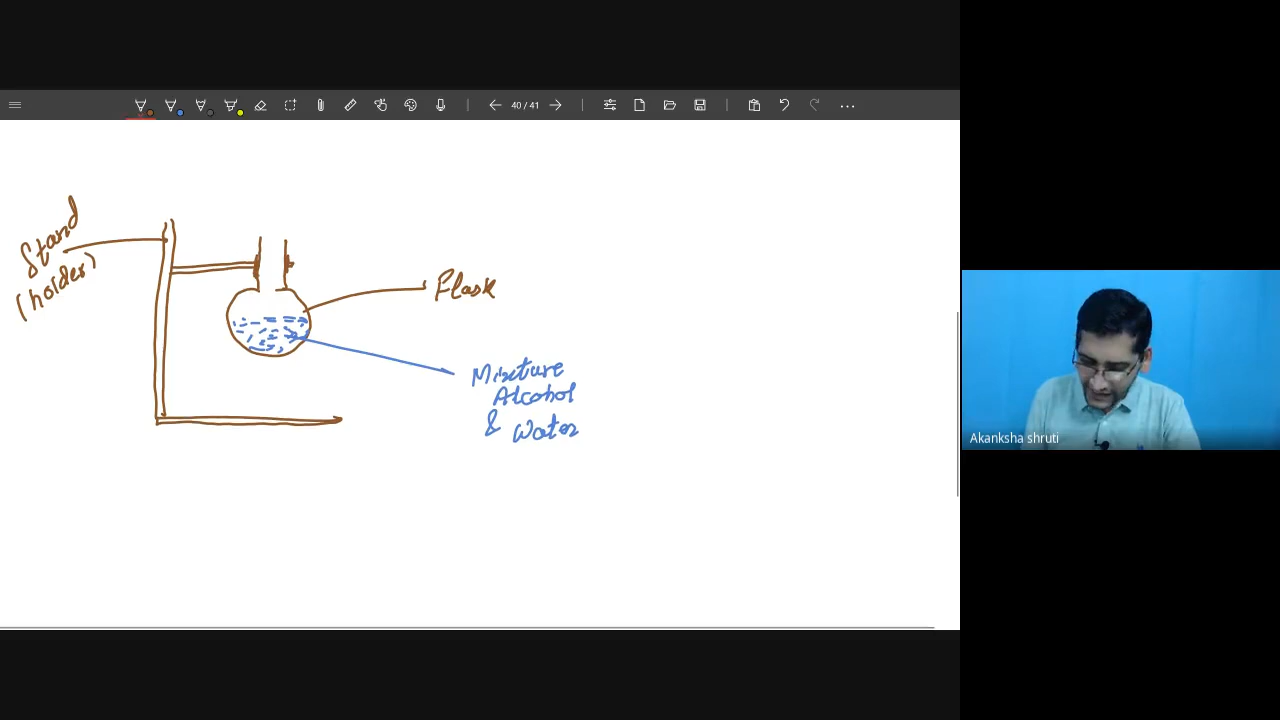 40 / 41
Stand
(holder)
Flask
Mixture
Alcohol
& Water
Akanksha shruti